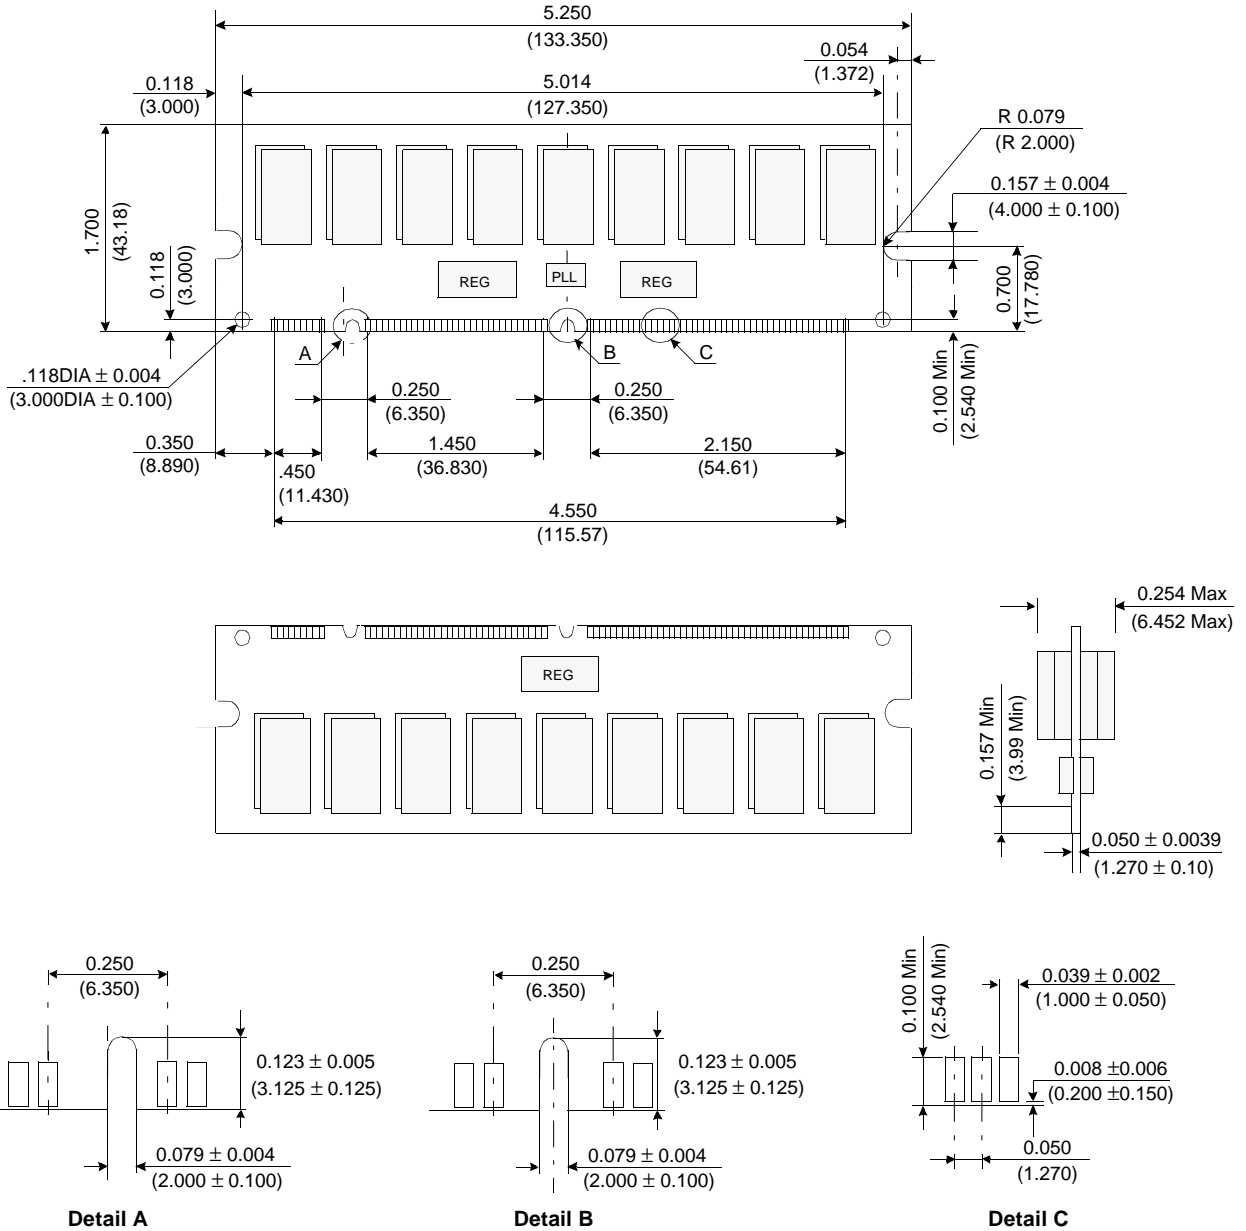 5.250
(133.350)
0.054
(1.372)
0.118
(3.000)
5.014
(127.350)
R 0.079
(R 2.000)
0.157 ± 0.004
(4.000 ± 0.100)
1.700
(43.18)
0.118
(3.000)
REG
PLL
REG
0.700
(17.780)
A
B
C
.118DIA ± 0.004
(3.000DIA ± 0.100)
0.250
(6.350)
0.250
(6.350)
0.100 Min
(2.540 Min)
0.350
(8.890)
.450
(11.430)
1.450
(36.830)
2.150
(54.61)
4.550
(115.57)
0.254 Max
(6.452 Max)
REG
0.157 Min
(3.99 Min)
0.050 ± 0.0039
(1.270 ± 0.10)
0.250
(6.350)
0.123 ± 0.005
(3.125 ± 0.125)
0.079 ± 0.004
(2.000 ± 0.100)
Detail A
0.250
(6.350)
0.123 ± 0.005
(3.125 ± 0.125)
0.079 ± 0.004
(2.000 ± 0.100)
Detail B
0.100 Min
(2.540 Min)
0.039 ± 0.002
(1.000 ± 0.050)
0.008 ±0.006
(0.200 ±0.150)
0.050
(1.270)
Detail C